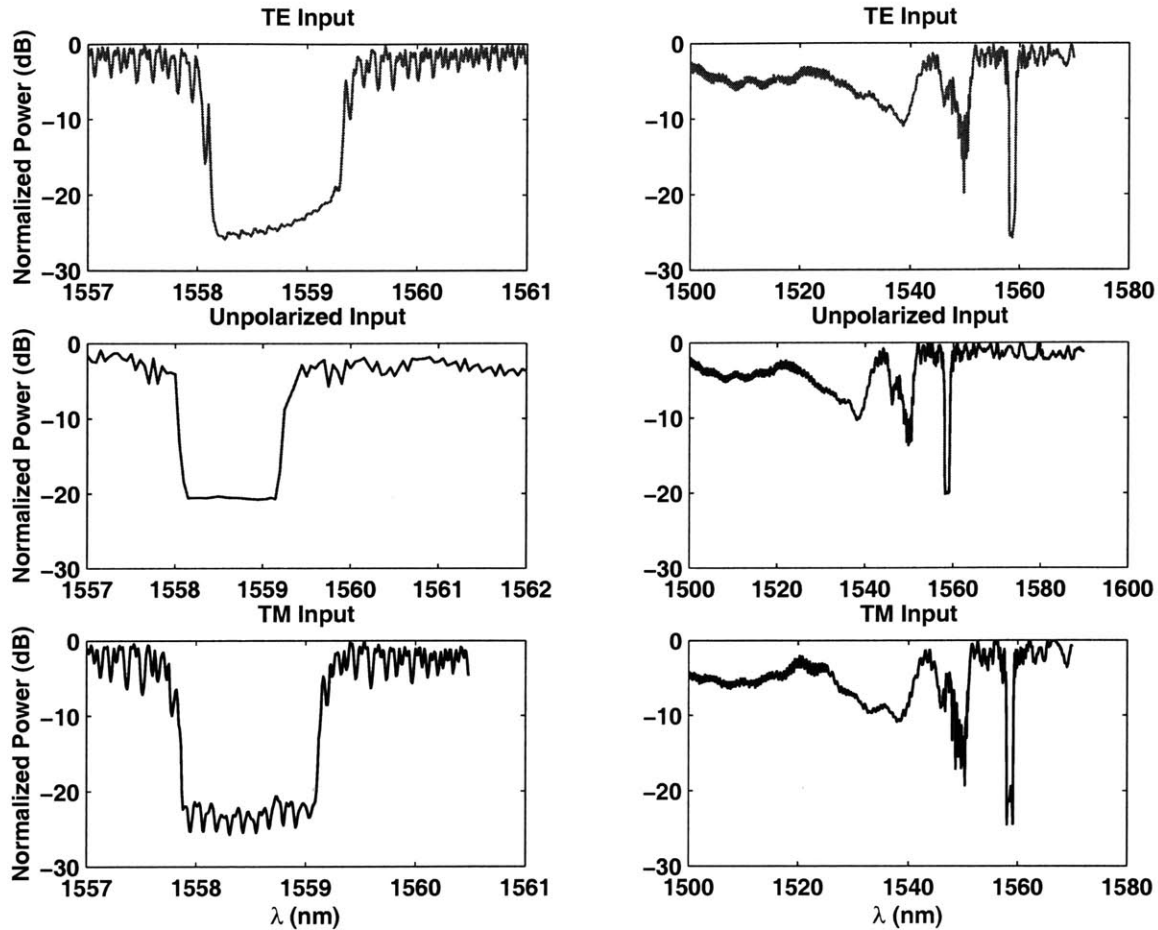 TE Input
Normalized Power (dB)
0
−10
−20
−30
1557 1558 1559 1560 1561
TE Input
0
−10
−20
−30
1500 1520 1540 1560 1580
Unpolarized Input
Normalized Power (dB)
0
−10
−20
−30
1557 1558 1559 1560 1561 1562
Unpolarized Input
0
−10
−20
−30
1500 1520 1540 1560 1580 1600
TM Input
Normalized Power (dB)
0
−10
−20
−30
1557 1558 1559 1560 1561
λ (nm)
TM Input
0
−10
−20
−30
1500 1520 1540 1560 1580
λ (nm)